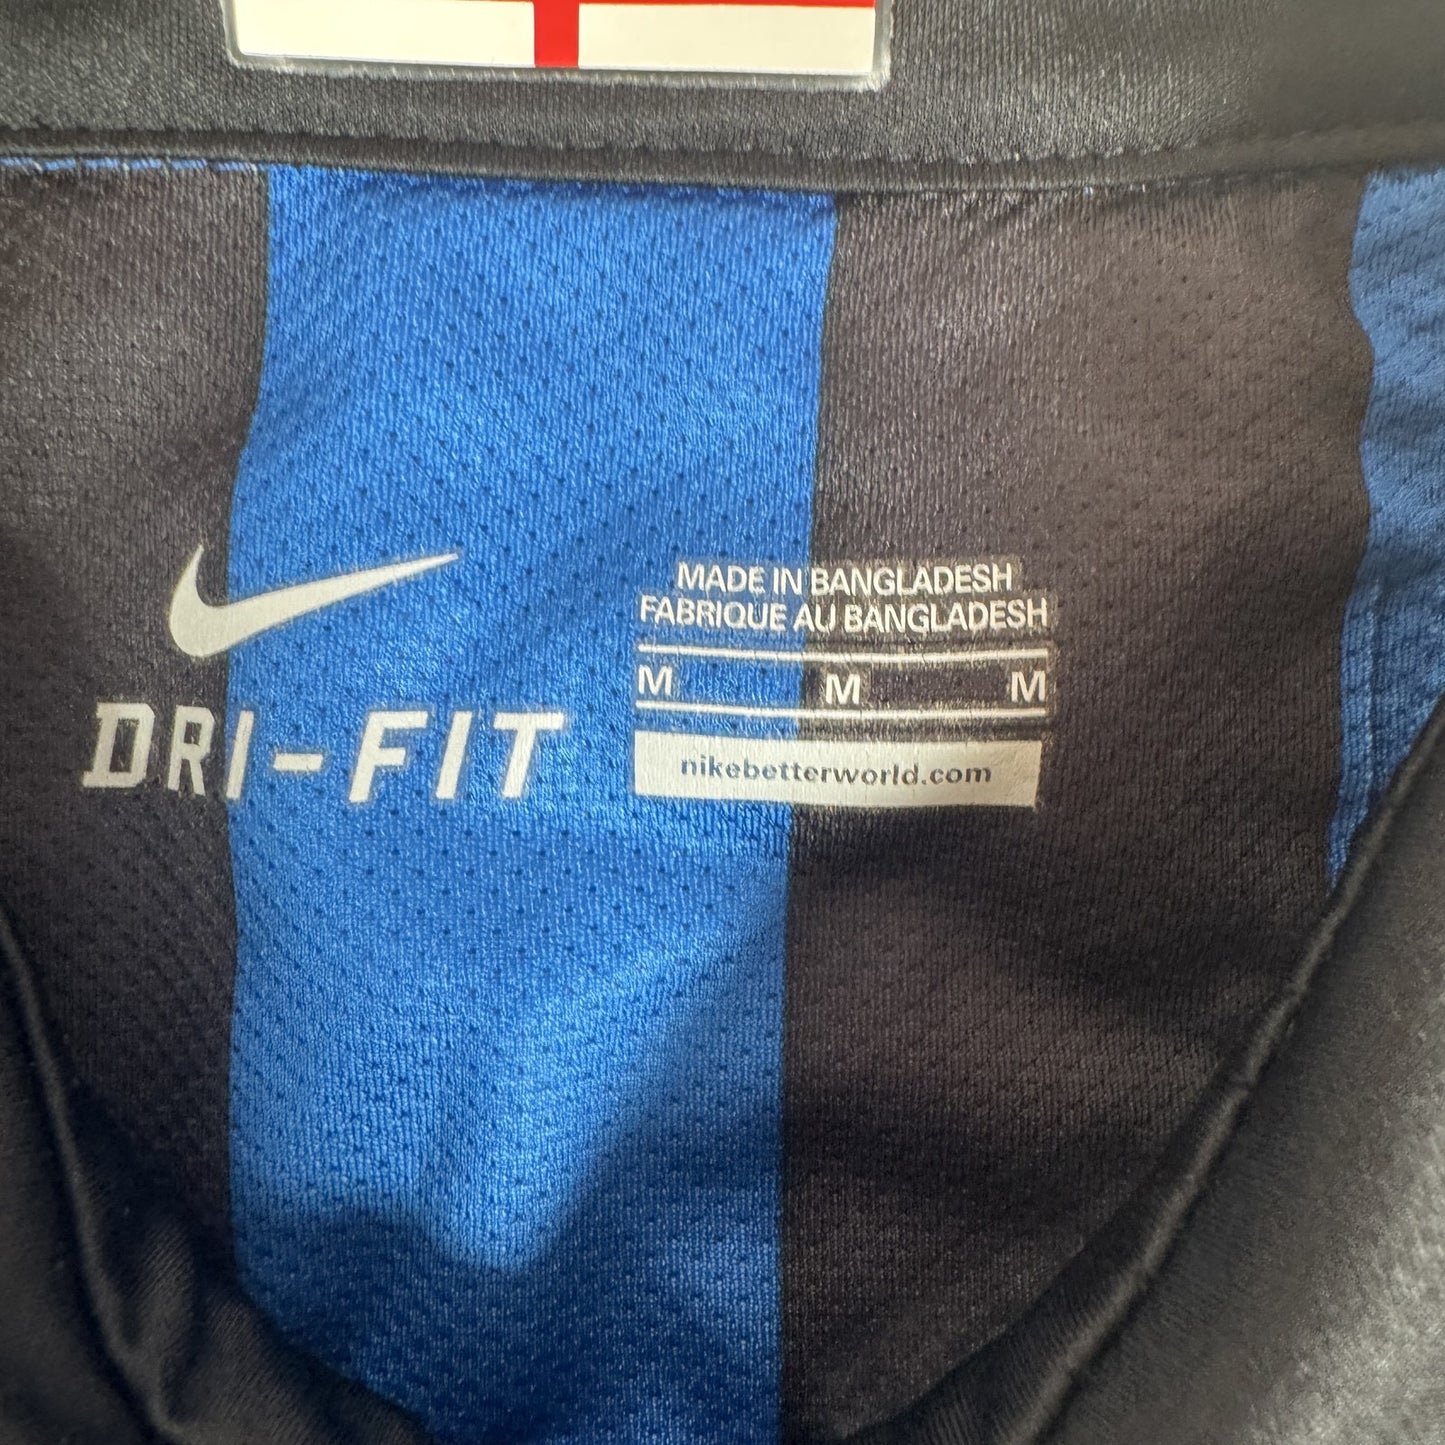 MADE IN BANGLADESH
FABRIQUE AU BANGLADESH
M M M
DRI-FIT
nikebetterworld.com